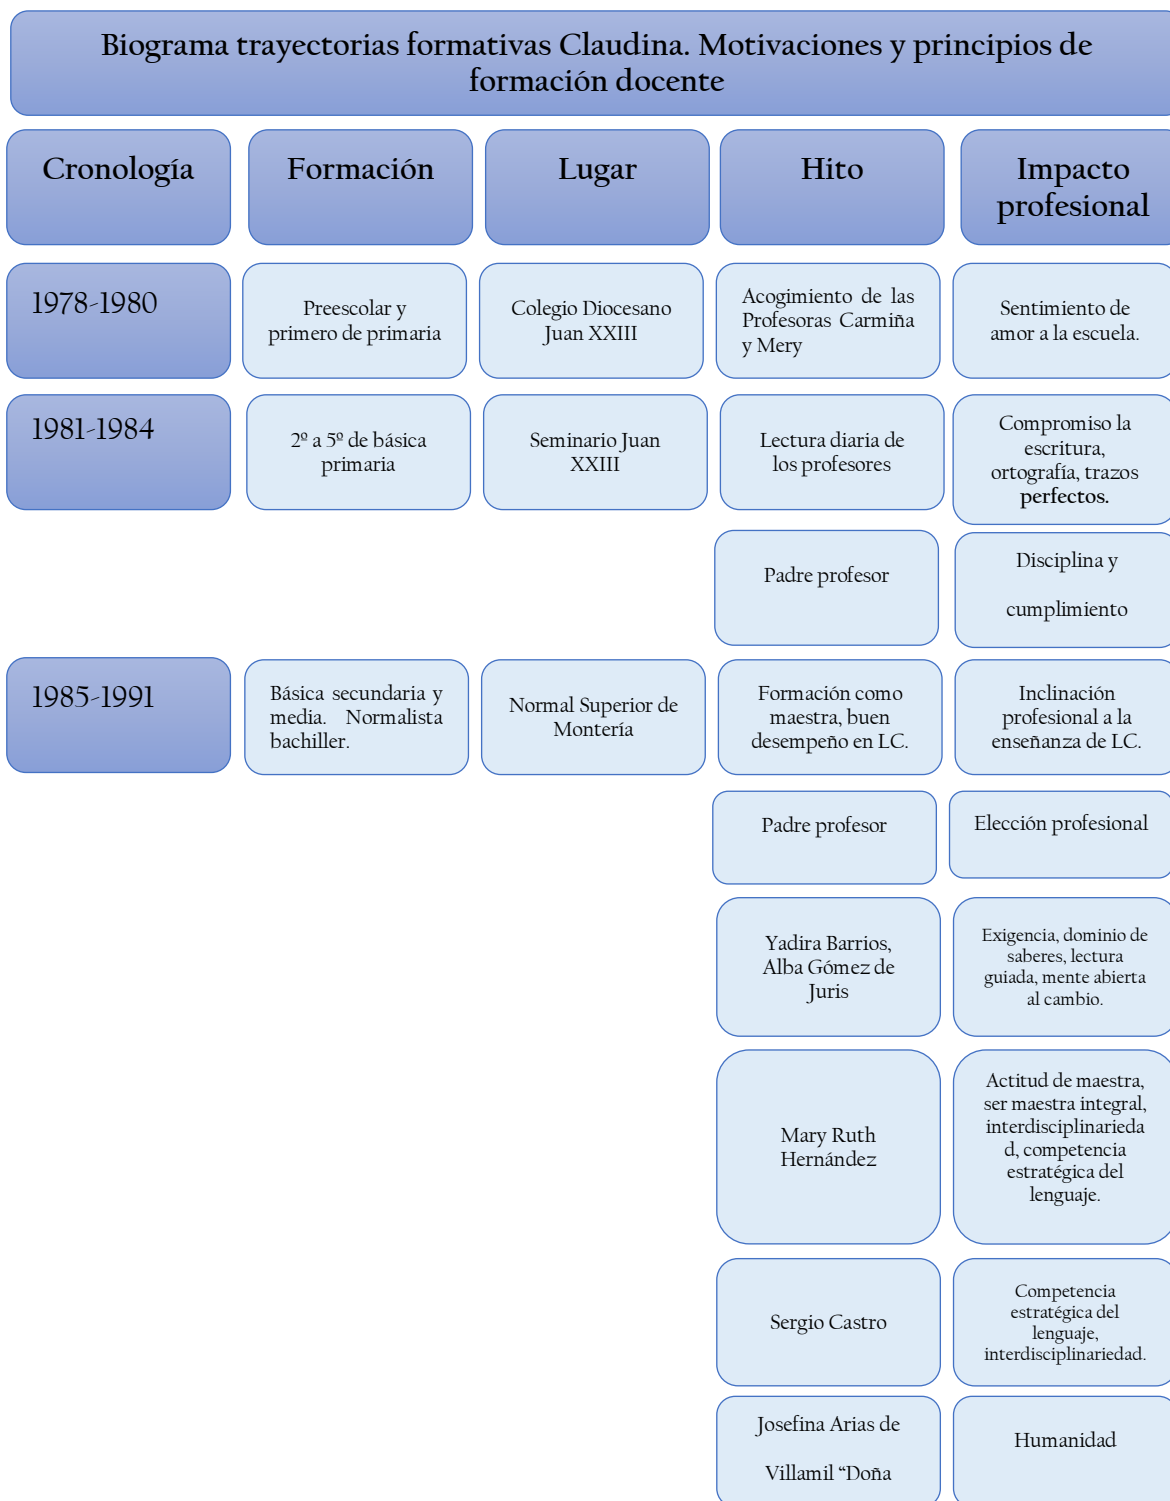 Biograma trayectorias formativas Claudina. Motivaciones y principios de
formación docente
Cronología
Formación
Lugar
Hito
Impacto
profesional
1978-1980
Preescolar y
primero de primaria
Colegio Diocesano
Juan XXIII
Acogimiento de las
Profesoras Carmiña
y Mery
Sentimiento de
amor a la escuela.
1981-1984
2º a 5º de básica
primaria
Seminario Juan
XXIII
Lectura diaria de
los profesores
Compromiso la
escritura,
ortografía, trazos
perfectos.
Padre profesor
Disciplina y
cumplimiento
1985-1991
Básica secundaria y
media. Normalista
bachiller.
Normal Superior de
Montería
Formación como
maestra, buen
desempeño en LC.
Inclinación
profesional a la
enseñanza de LC.
Padre profesor
Elección profesional
Yadira Barrios,
Alba Gómez de
Juris
Exigencia, dominio de
saberes, lectura
guiada, mente abierta
al cambio.
Mary Ruth
Hernández
Actitud de maestra,
ser maestra integral,
interdisciplinarieda
d, competencia
estratégica del
lenguaje.
Sergio Castro
Competencia
estratégica del
lenguaje,
interdisciplinariedad.
Josefina Arias de
Villamil “Doña
Humanidad